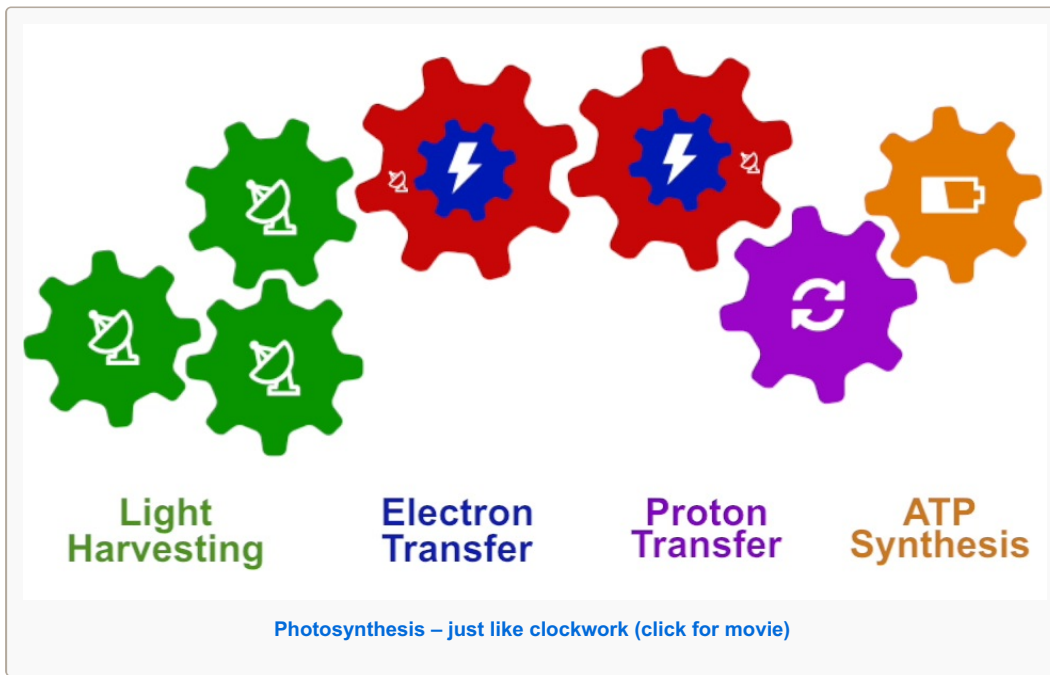 Light
Harvesting
Electron
Transfer
Proton
Transfer
ATP
Synthesis
Photosynthesis – just like clockwork (click for movie)